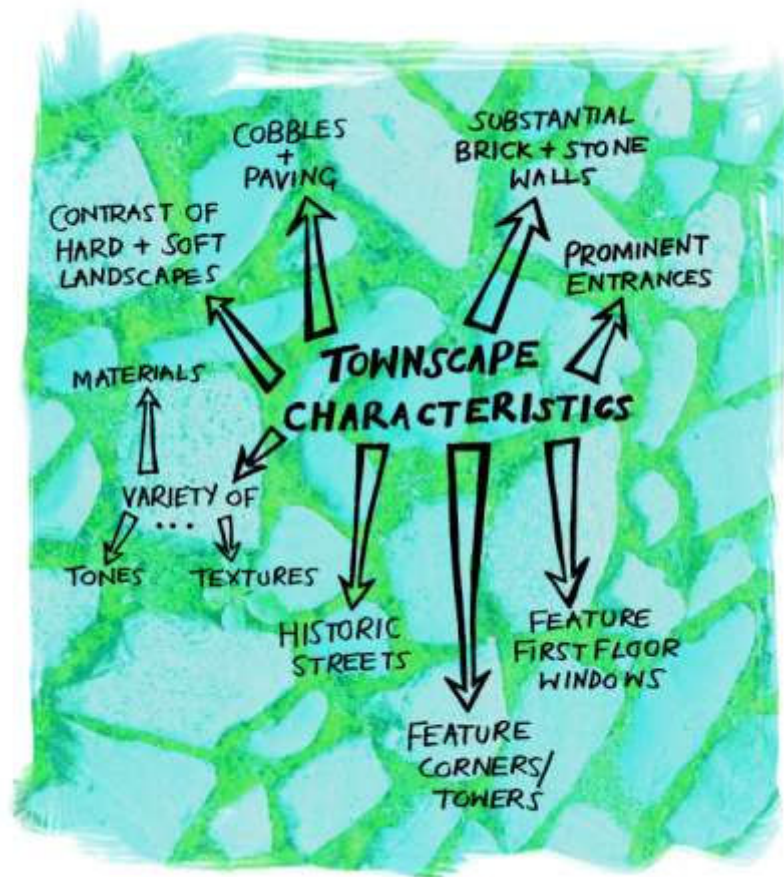 COBBLES
+
PAVING
SUBSTANTIAL
BRICK + STONE
WALLS
CONTRAST OF
HARD + SOFT
LANDSCAPES
PROMINENT
ENTRANCES
TOWNSCAPE
CHARACTERISTICS
MATERIALS
VARIETY OF
...
TONES
TEXTURES
HISTORIC
STREETS
FEATURE
FIRST FLOOR
WINDOWS
FEATURE
CORNERS/
TOWERS